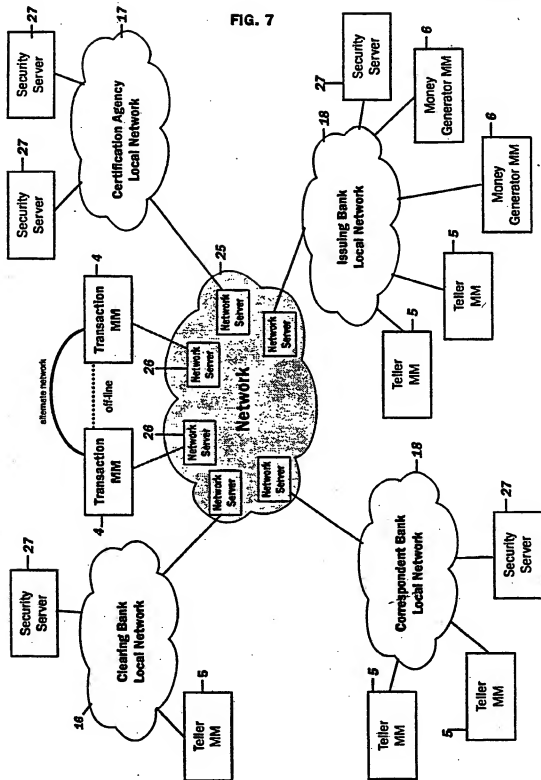 FIG. 7
27
Security
Server
16
Clearing Bank
Local Network
5
Teller
MM
alternate network
off-line
4
Transaction
MM
4
Transaction
MM
27
Security
Server
27
Security
Server
17
Certification Agency
Local Network
25
Network
26
Network
Server
26
Network
Server
Network
Server
Network
Server
Network
Server
Network
Server
18
Correspondent Bank
Local Network
5
Teller
MM
5
Teller
MM
27
Security
Server
18
Issuing Bank
Local Network
5
Teller
MM
5
Teller
MM
6
Money
Generator MM
6
Money
Generator MM
27
Security
Server